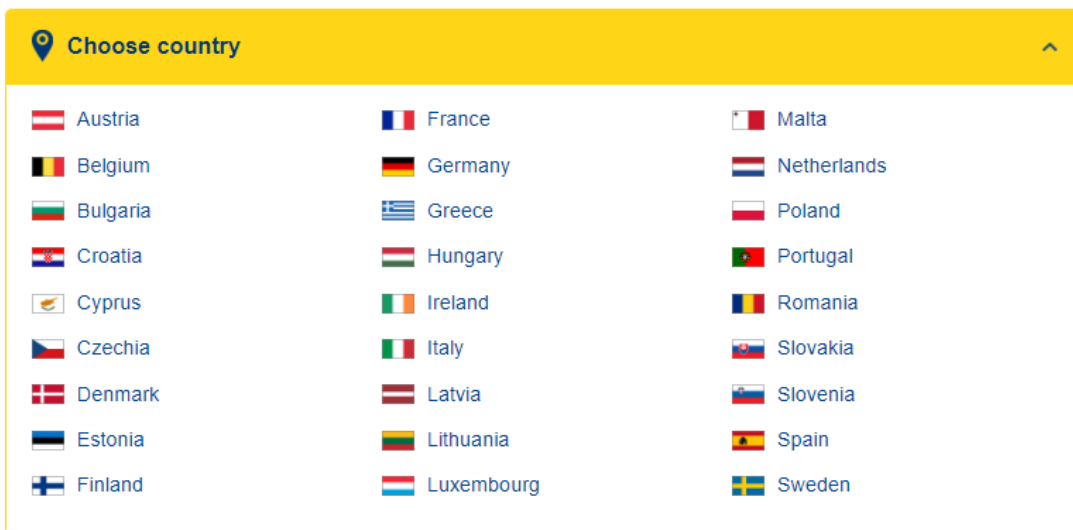 Choose country
Austria
Belgium
Bulgaria
Croatia
Cyprus
Czechia
Denmark
Estonia
Finland
France
Germany
Greece
Hungary
Ireland
Italy
Latvia
Lithuania
Luxembourg
Malta
Netherlands
Poland
Portugal
Romania
Slovakia
Slovenia
Spain
Sweden